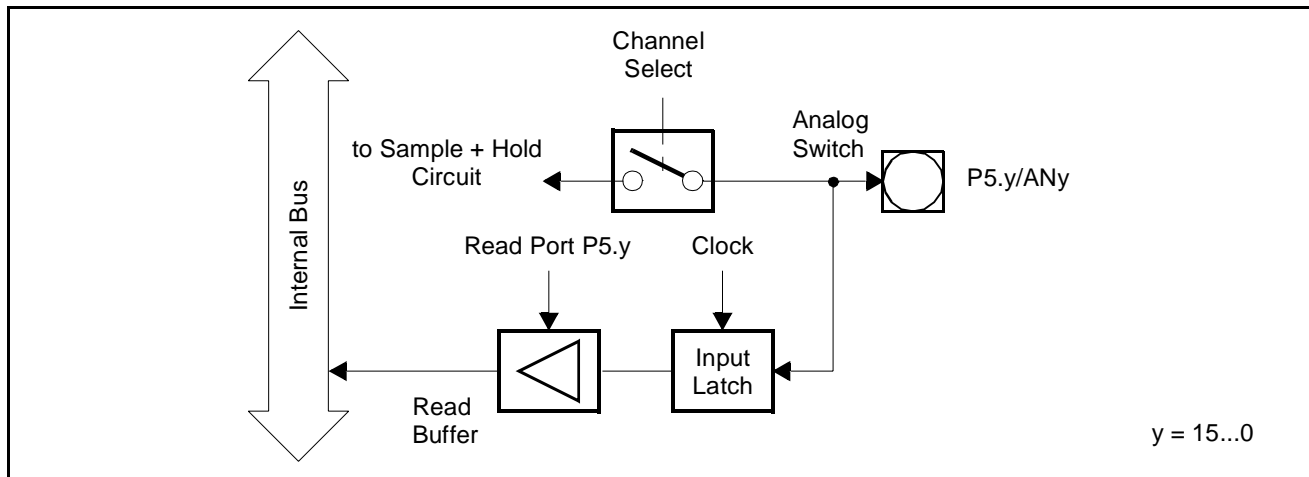 Channel
Select
Analog
Switch
to Sample + Hold
Circuit
P5.y/ANy
Internal Bus
Read Port P5.y
Clock
Input
Latch
Read
Buffer
y = 15...0